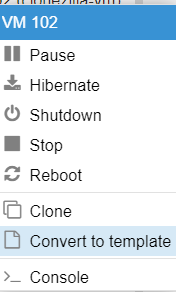 VM 102
Pause
Hibernate
Shutdown
Stop
Reboot
Clone
Convert to template
Console